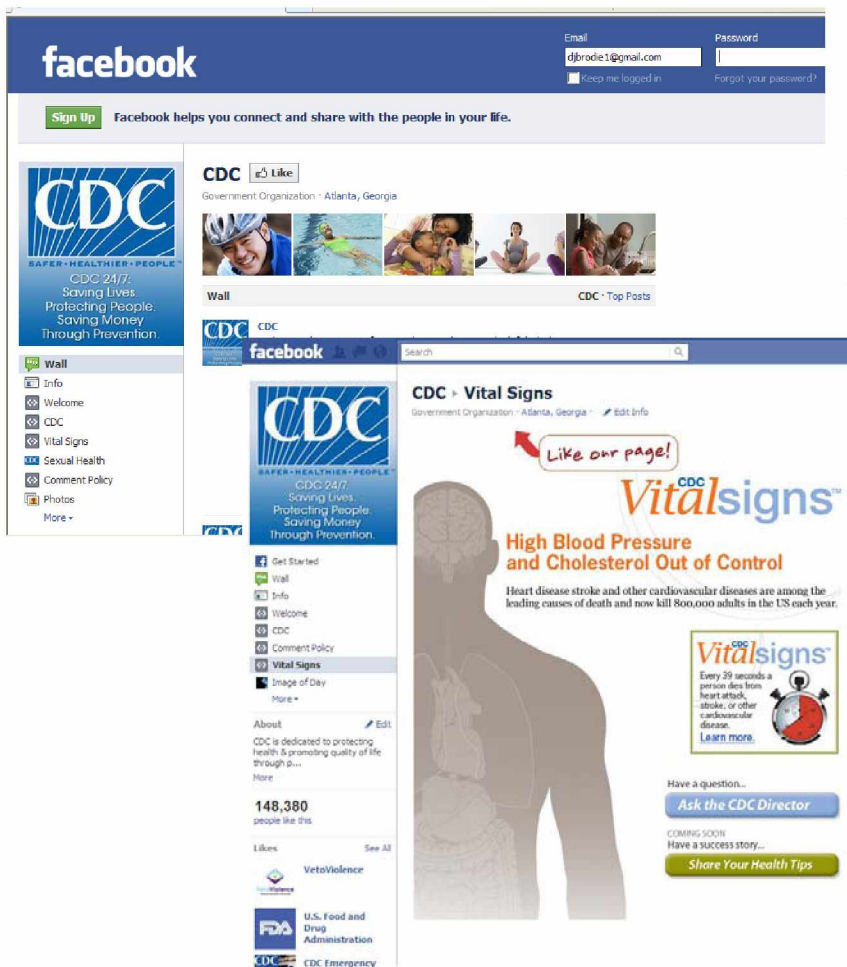 facebook
Email
djbrodie1@gmail.com
Keep me logged in
Password
Forgot your password?
Sign Up
Facebook helps you connect and share with the people in your life.
CDC
SAFER·HEALTHIER·PEOPLE™
CDC 24/7:
Saving Lives.
Protecting People.
Saving Money
Through Prevention.
Wall
Info
Welcome
CDC
Vital Signs
Sexual Health
Comment Policy
Photos
More
CDC Like
Government Organization · Atlanta, Georgia
Wall CDC · Top Posts
CDC
CDC
facebook
Search
CDC
SAFER·HEALTHIER·PEOPLE™
CDC 24/7:
Saving Lives.
Protecting People.
Saving Money
Through Prevention.
Get Started
Wall
Info
Welcome
CDC
Comment Policy
Vital Signs
Image of Day
More
About Edit
CDC is dedicated to protecting
health & promoting quality of life
through p...
More
148,380
people like this
Likes See All
VetoViolence
FDA
U.S. Food and
Drug
Administration
CDC
CDC Emergency
CDC ▸ Vital Signs
Government Organization · Atlanta, Georgia · Edit Info
Like our page!
CDC
Vitalsigns™
High Blood Pressure
and Cholesterol Out of Control
Heart disease stroke and other cardiovascular diseases are among the
leading causes of death and now kill 800,000 adults in the US each year.
CDC
Vitalsigns™
Every 39 seconds a
person dies from
heart attack,
stroke, or other
cardiovascular
disease.
Learn more.
Have a question...
Ask the CDC Director
COMING SOON
Have a success story...
Share Your Health Tips